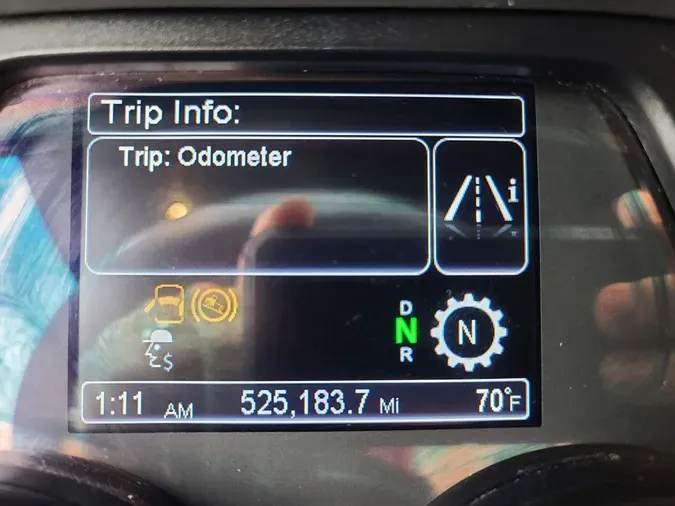 Trip Info:
Trip: Odometer
i
D
N
R
N
$
1:11 AM 525,183.7 Mi 70°F